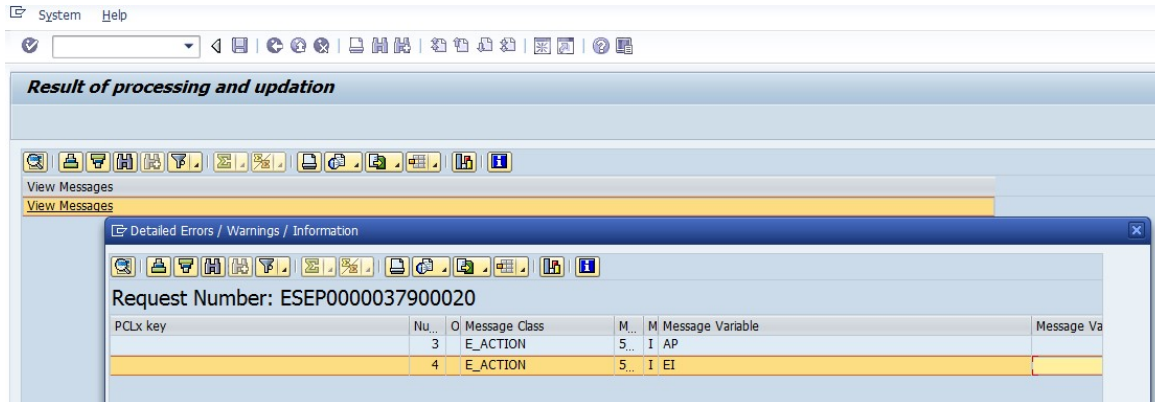 System Help
Result of processing and updation
View Messages
View Messages
Detailed Errors / Warnings / Information
Request Number: ESEP0000037900020
PCLx key Nu... O Message Class M... M Message Variable Message Va
3 E_ACTION 5... I AP
4 E_ACTION 5... I EI